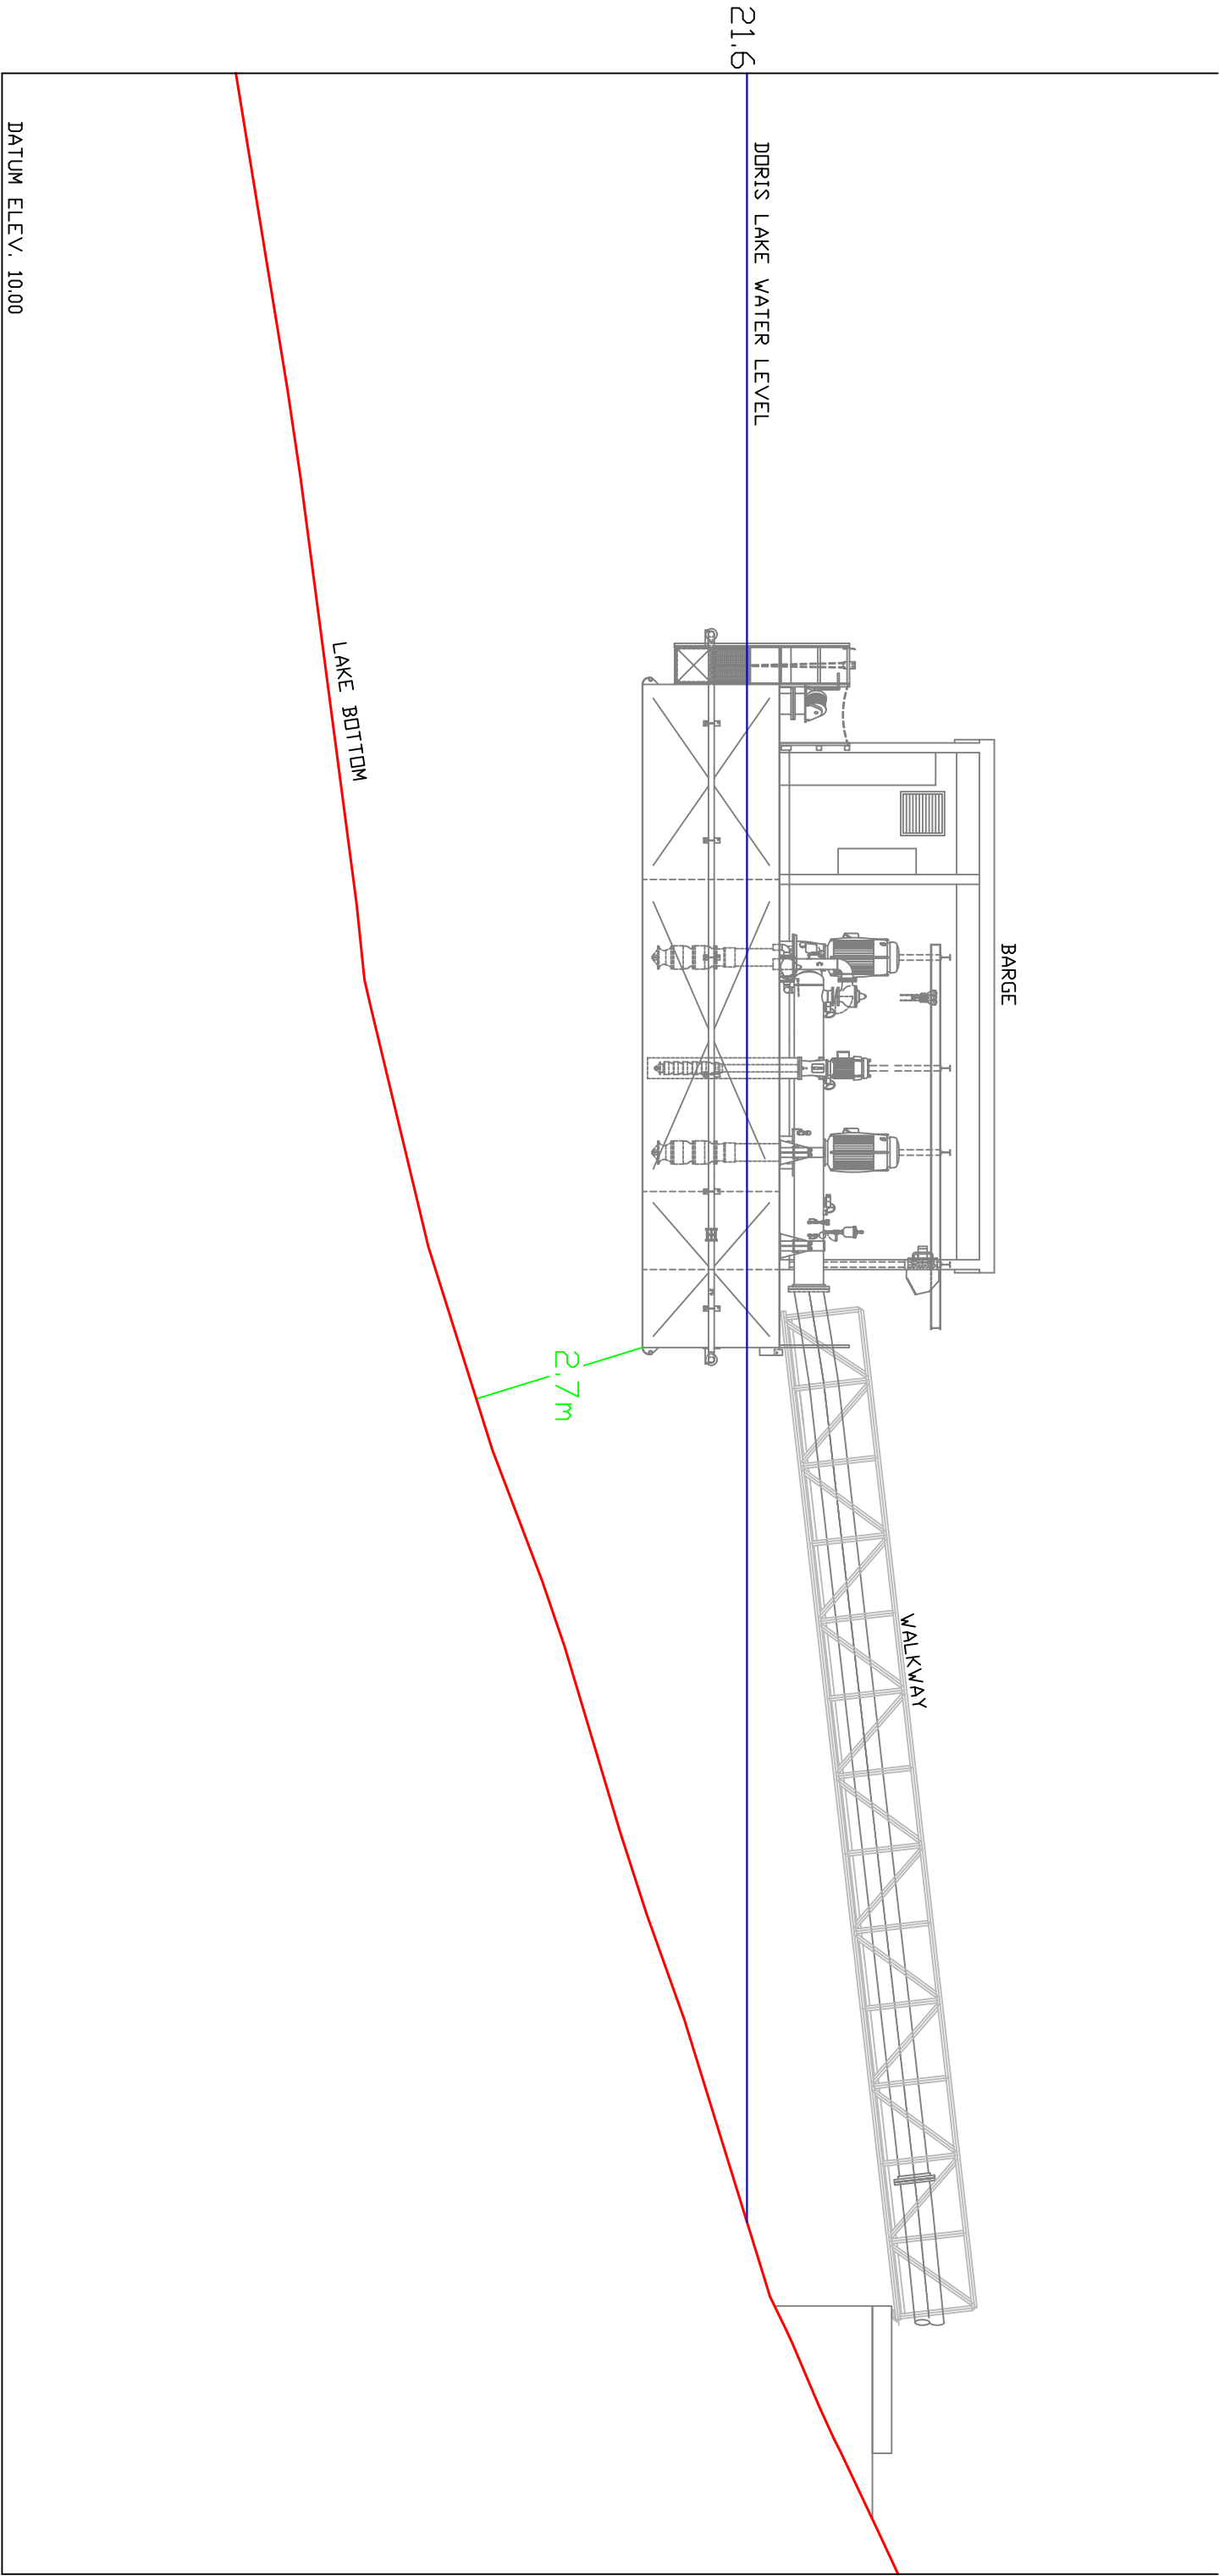 BARGE
WALKWAY
DORIS LAKE WATER LEVEL
21.6
2.7m
LAKE BOTTOM
DATUM ELEV. 10.00